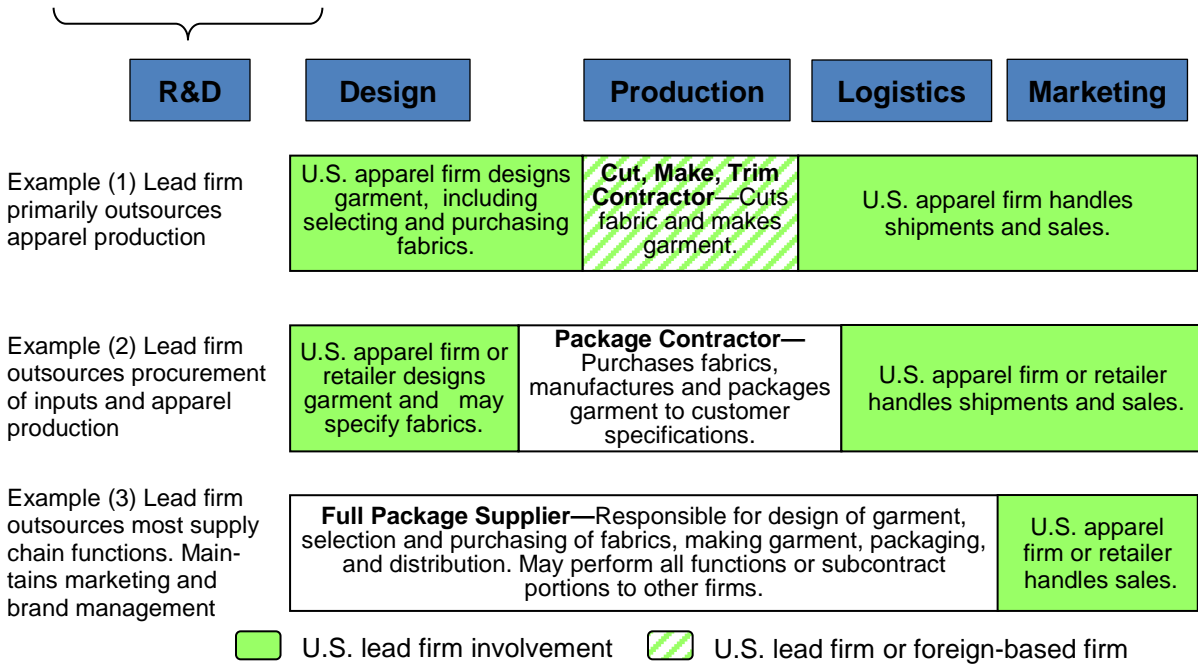 R&D
Design
Production
Logistics
Marketing
Example (1) Lead firm
primarily outsources
apparel production
U.S. apparel firm designs
garment, including
selecting and purchasing
fabrics.
Cut, Make, Trim
Contractor—Cuts
fabric and makes
garment.
U.S. apparel firm handles
shipments and sales.
Example (2) Lead firm
outsources procurement
of inputs and apparel
production
U.S. apparel firm or
retailer designs
garment and may
specify fabrics.
Package Contractor—
Purchases fabrics,
manufactures and packages
garment to customer
specifications.
U.S. apparel firm or retailer
handles shipments and sales.
Example (3) Lead firm
outsources most supply
chain functions. Main-
tains marketing and
brand management
Full Package Supplier—Responsible for design of garment,
selection and purchasing of fabrics, making garment, packaging,
and distribution. May perform all functions or subcontract
portions to other firms.
U.S. apparel
firm or retailer
handles sales.
U.S. lead firm involvement
U.S. lead firm or foreign-based firm